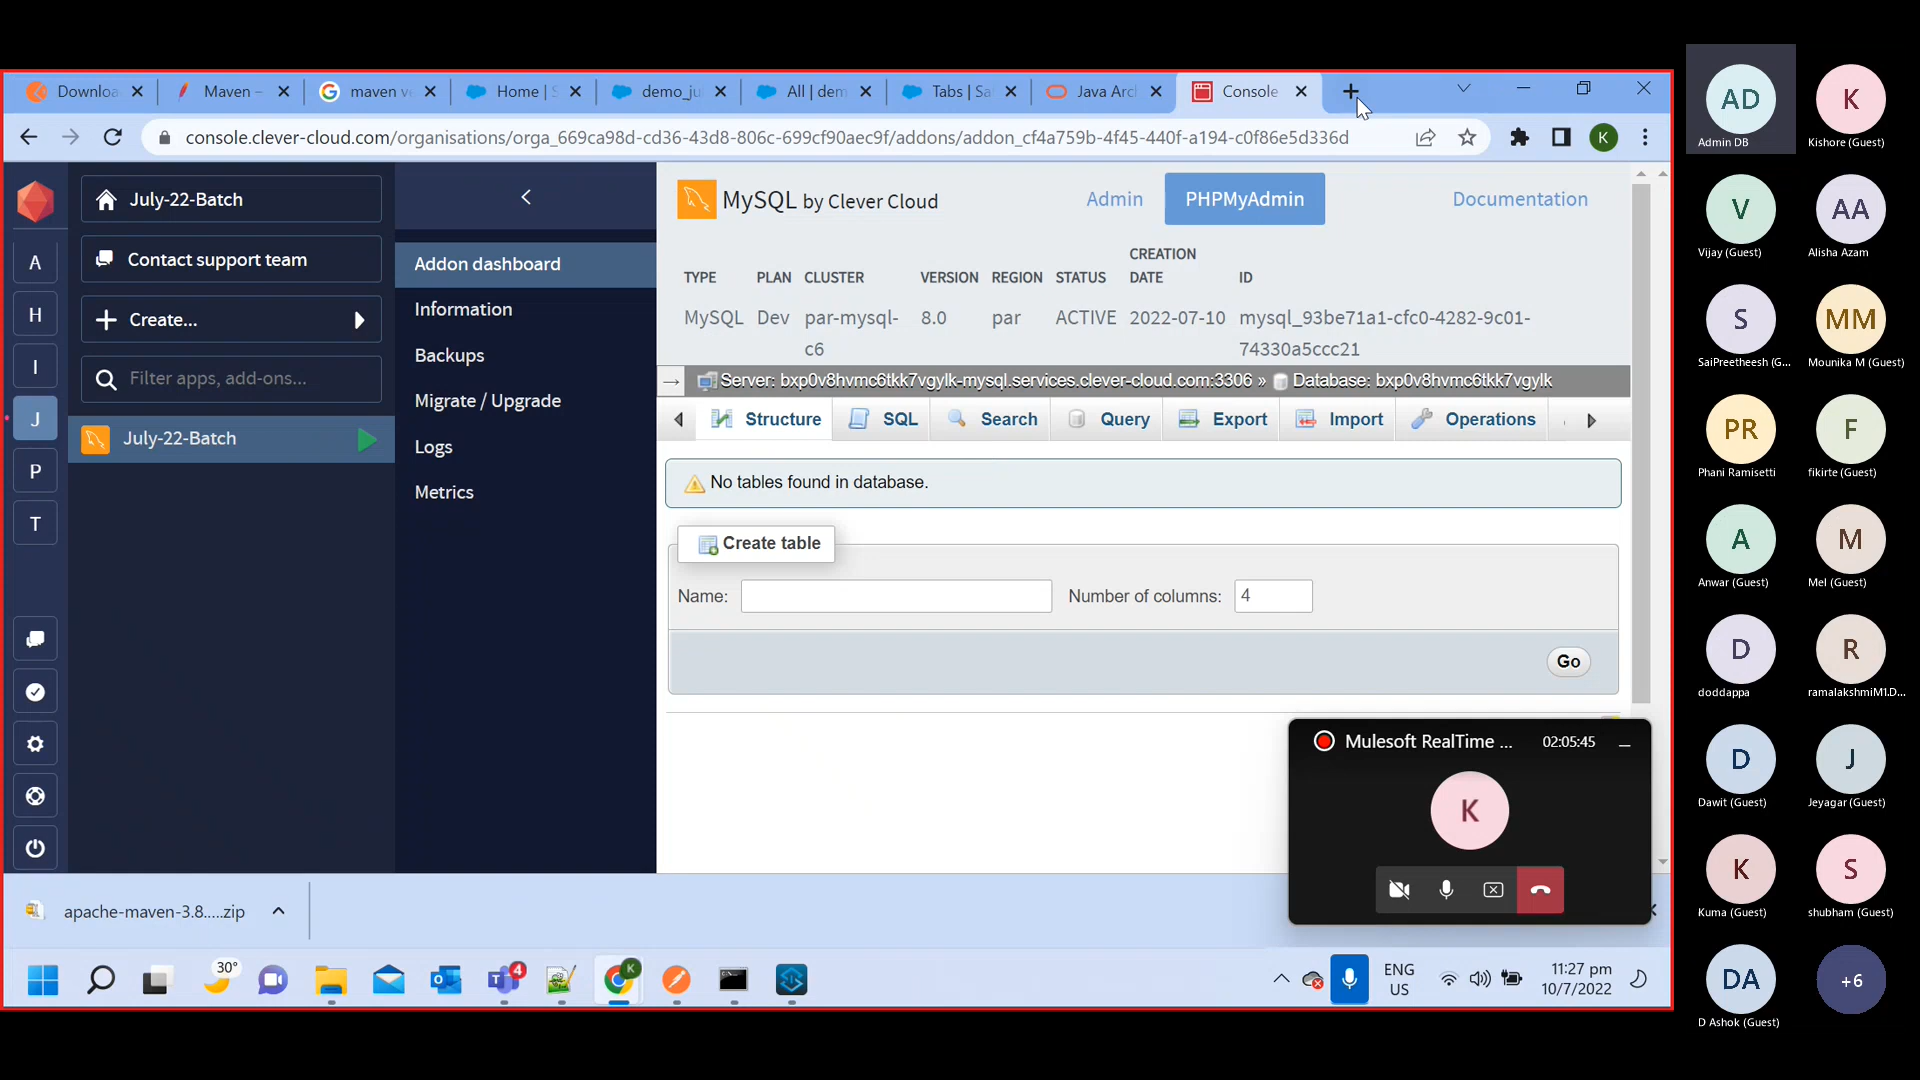 Downloa
Maven –
maven ve
Home | S
demo_ju
All | dem
Tabs | Sa
Java Arc
Console
console.clever-cloud.com/organisations/orga_669ca98d-cd36-43d8-806c-699cf90aec9f/addons/addon_cf4a759b-4f45-440f-a194-c0f86e5d336d
K
A
H
I
J
P
T
July-22-Batch
Contact support team
Create...
Filter apps, add-ons...
July-22-Batch
Addon dashboard
Information
Backups
Migrate / Upgrade
Logs
Metrics
MySQL by Clever Cloud
Admin
PHPMyAdmin
Documentation
TYPE PLAN CLUSTER VERSION REGION STATUS CREATION DATE ID
MySQL Dev par-mysql-c6 8.0 par ACTIVE 2022-07-10 mysql_93be71a1-cfc0-4282-9c01-74330a5ccc21
Server: bxp0v8hvmc6tkk7vgylk-mysql.services.clever-cloud.com:3306 » Database: bxp0v8hvmc6tkk7vgylk
Structure SQL Search Query Export Import Operations
No tables found in database.
Create table
Name: Number of columns: 4
Go
Mulesoft RealTime ... 02:05:45
K
apache-maven-3.8.....zip
30°
4
K
ENG
US
11:27 pm
10/7/2022
AD
Admin DB
K
Kishore (Guest)
V
Vijay (Guest)
AA
Alisha Azam
S
SaiPreetheesh (G...
MM
Mounika M (Guest)
PR
Phani Ramisetti
F
fikirte (Guest)
A
Anwar (Guest)
M
Mel (Guest)
D
doddappa
R
ramalakshmiM1.D...
D
Dawit (Guest)
J
Jeyagar (Guest)
K
Kuma (Guest)
S
shubham (Guest)
DA
D Ashok (Guest)
+6